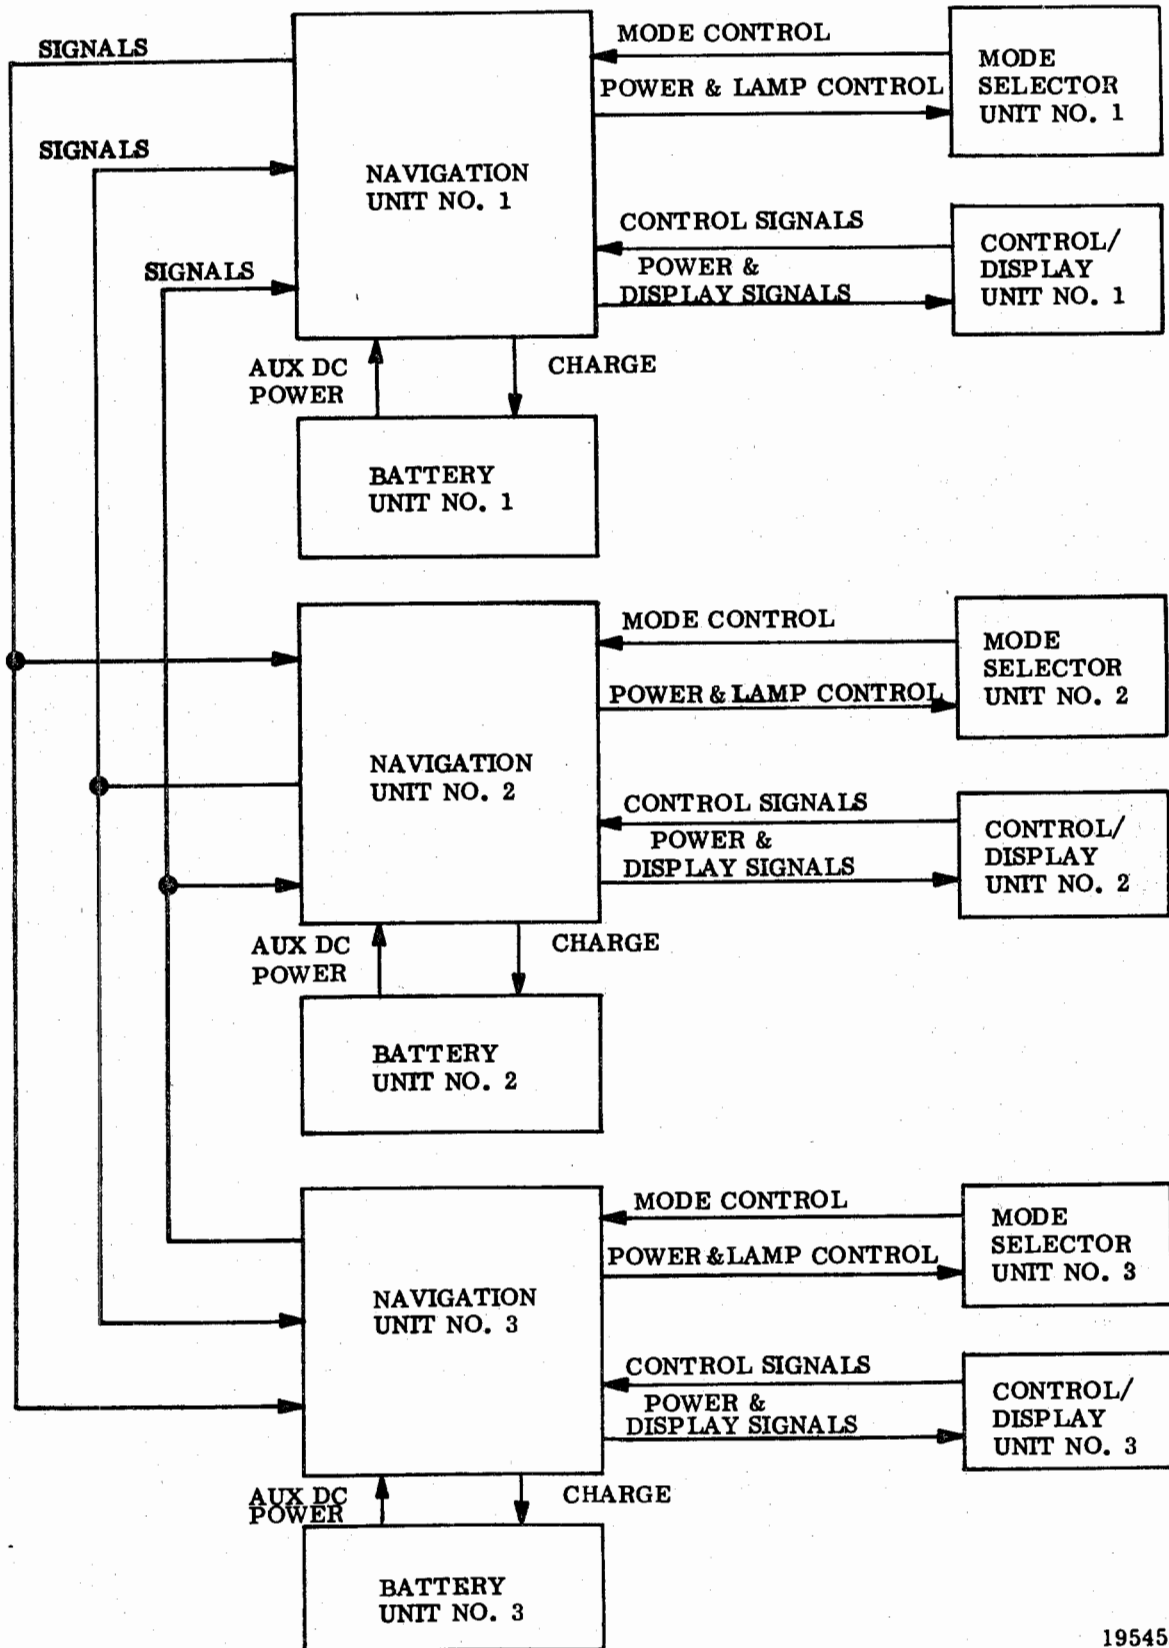 SIGNALS
MODE CONTROL
MODE
SELECTOR
UNIT NO. 1
POWER & LAMP CONTROL
SIGNALS
NAVIGATION
UNIT NO. 1
CONTROL SIGNALS
CONTROL/
DISPLAY
UNIT NO. 1
SIGNALS
POWER &
DISPLAY SIGNALS
AUX DC
POWER
CHARGE
BATTERY
UNIT NO. 1
MODE CONTROL
MODE
SELECTOR
UNIT NO. 2
POWER & LAMP CONTROL
NAVIGATION
UNIT NO. 2
CONTROL SIGNALS
CONTROL/
DISPLAY
UNIT NO. 2
POWER &
DISPLAY SIGNALS
AUX DC
POWER
CHARGE
BATTERY
UNIT NO. 2
MODE CONTROL
MODE
SELECTOR
UNIT NO. 3
POWER & LAMP CONTROL
NAVIGATION
UNIT NO. 3
CONTROL SIGNALS
CONTROL/
DISPLAY
UNIT NO. 3
POWER &
DISPLAY SIGNALS
AUX DC
POWER
CHARGE
BATTERY
UNIT NO. 3
19545